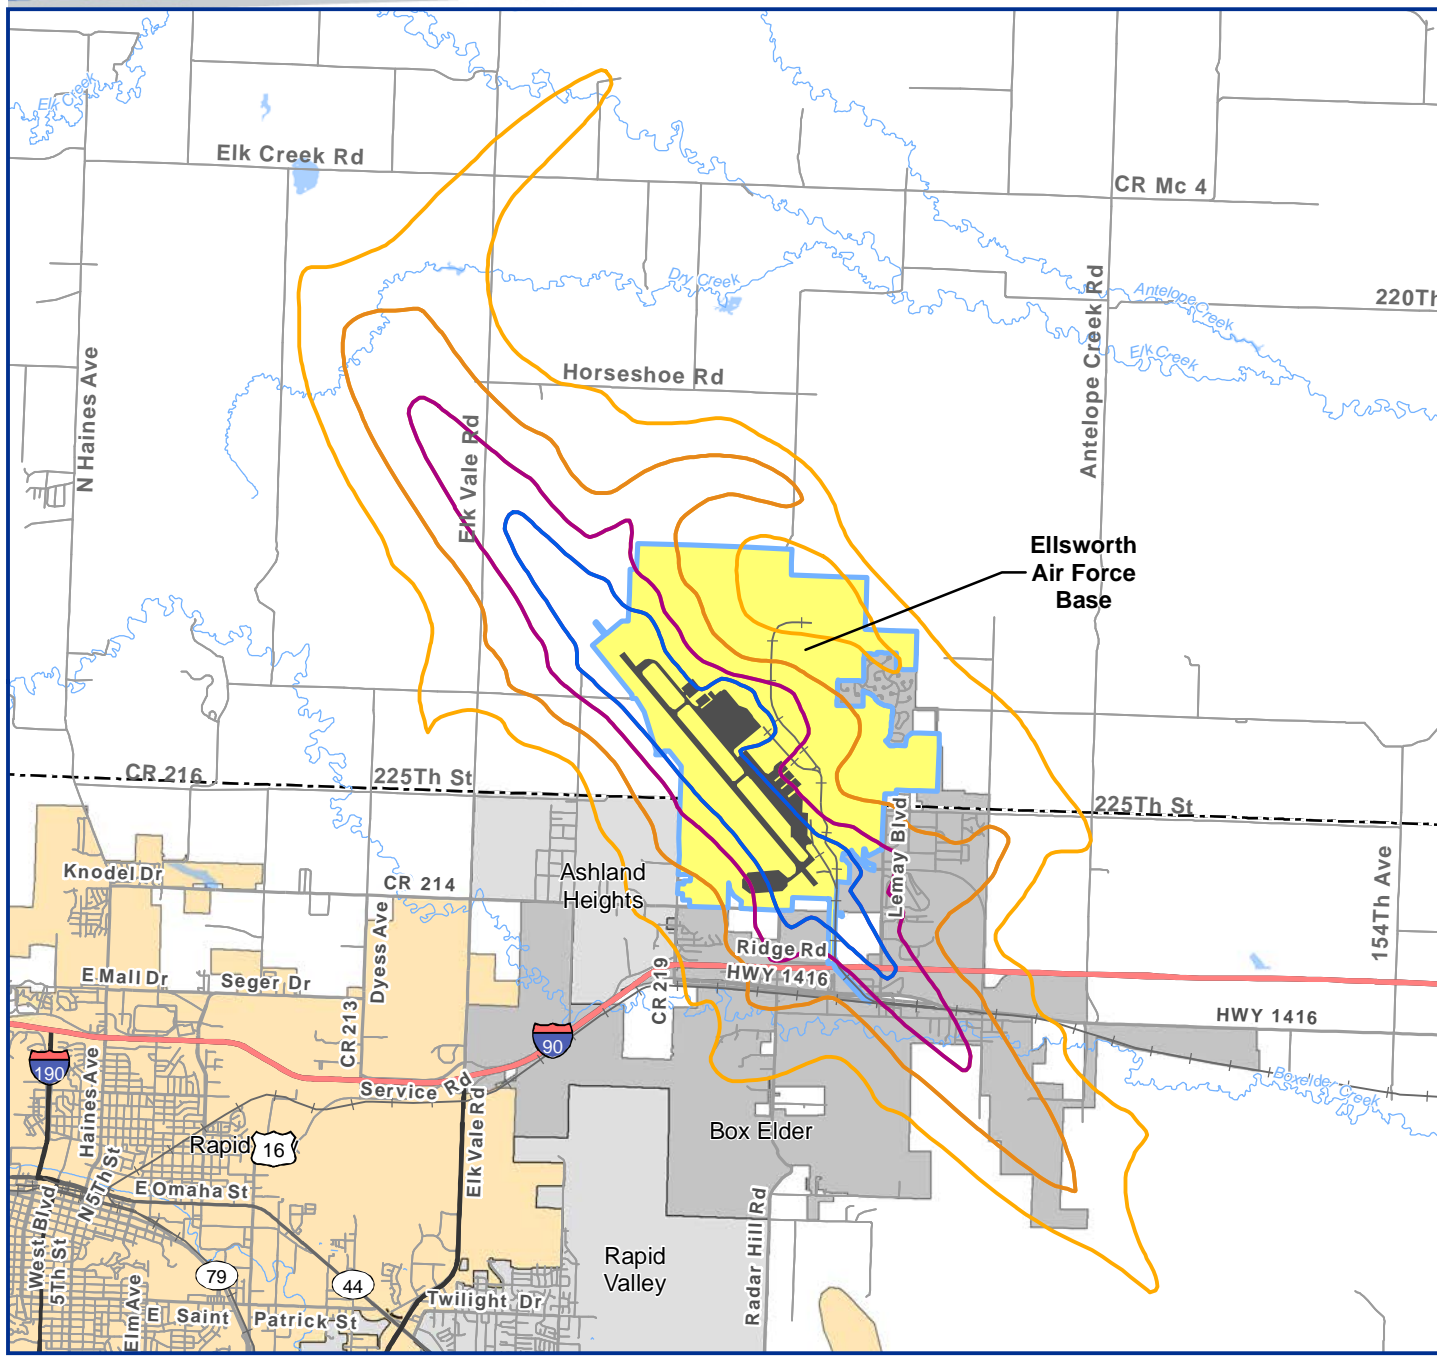 Elk Creek
Elk Creek Rd
CR Mc 4
Dry Creek
Antelope Creek
220Th
Antelope Creek Rd
Elk Creek
N Haines Ave
Horseshoe Rd
Elk Vale Rd
Ellsworth
Air Force
Base
CR 216
225Th St
225Th St
Lemay Blvd
154Th Ave
Knodel Dr
CR 214
Ashland
Heights
Dyess Ave
Ridge Rd
HWY 1416
E Mall Dr
Seger Dr
CR 219
CR 213
HWY 1416
90
190
Haines Ave
Service Rd
Boxelder Creek
Elk Vale Rd
Box Elder
Rapid
16
N 5Th St
E Omaha St
West Blvd
5Th St
Radar Hill Rd
Rapid
Valley
79
44
Elm Ave
E Saint Patrick St
Twilight Dr